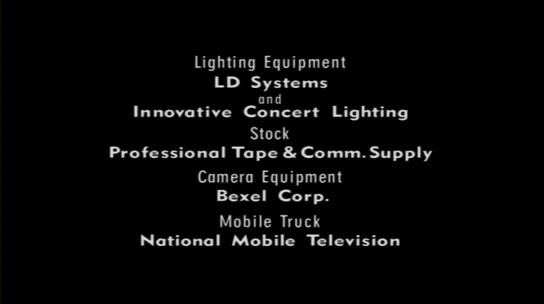 Lighting Equipment
LD Systems
and
Innovative Concert Lighting
Stock
Professional Tape & Comm. Supply
Camera Equipment
Bexel Corp.
Mobile Truck
National Mobile Television